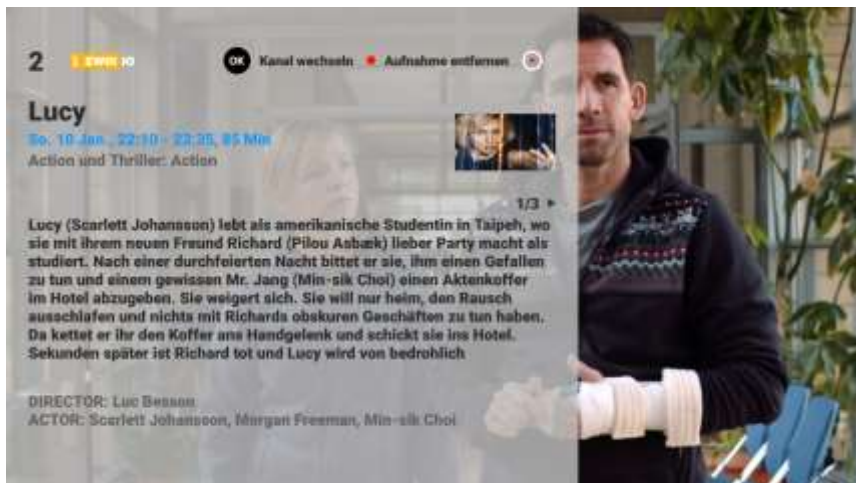 2 ZWEI
OK Kanal wechseln Aufnahme entfernen
Lucy
So. 10 Jan., 22:10 - 23:35, 85 Min
Action und Thriller: Action
1/3
Lucy (Scarlett Johansson) lebt als amerikanische Studentin in Taipeh, wo
sie mit ihrem neuen Freund Richard (Pilou Asbæk) lieber Party macht als
studiert. Nach einer durchfeierten Nacht bittet er sie, ihm einen Gefallen
zu tun und einem gewissen Mr. Jang (Min-sik Choi) einen Aktenkoffer
im Hotel abzugeben. Sie weigert sich. Sie will nur heim, den Rausch
ausschlafen und nichts mit Richards obskuren Geschäften zu tun haben.
Da kettet er ihr den Koffer ans Handgelenk und schickt sie ins Hotel.
Sekunden später ist Richard tot und Lucy wird von bedrohlich
DIRECTOR: Luc Besson
ACTOR: Scarlett Johansson, Morgan Freeman, Min-sik Choi